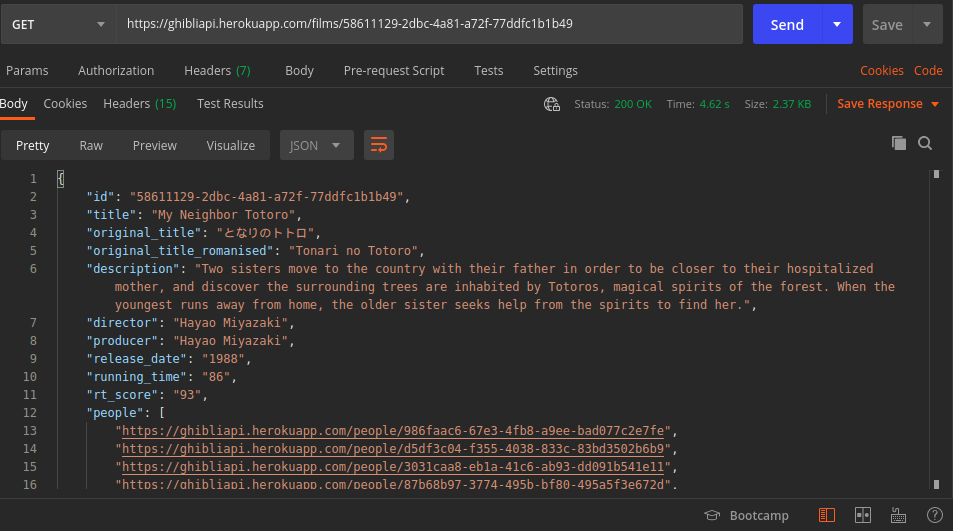 GET https://ghibliapi.herokuapp.com/films/58611129-2dbc-4a81-a72f-77ddfc1b1b49 Send Save
Params Authorization Headers (7) Body Pre-request Script Tests Settings Cookies Code
Body Cookies Headers (15) Test Results Status: 200 OK Time: 4.62 s Size: 2.37 KB Save Response
Pretty Raw Preview Visualize JSON
1 {
2 "id": "58611129-2dbc-4a81-a72f-77ddfc1b1b49",
3 "title": "My Neighbor Totoro",
4 "original_title": "となりのトトロ",
5 "original_title_romanised": "Tonari no Totoro",
6 "description": "Two sisters move to the country with their father in order to be closer to their hospitalized
mother, and discover the surrounding trees are inhabited by Totoros, magical spirits of the forest. When the
youngest runs away from home, the older sister seeks help from the spirits to find her.",
7 "director": "Hayao Miyazaki",
8 "producer": "Hayao Miyazaki",
9 "release_date": "1988",
10 "running_time": "86",
11 "rt_score": "93",
12 "people": [
13 "https://ghibliapi.herokuapp.com/people/986faac6-67e3-4fb8-a9ee-bad077c2e7fe",
14 "https://ghibliapi.herokuapp.com/people/d5df3c04-f355-4038-833c-83bd3502b6b9",
15 "https://ghibliapi.herokuapp.com/people/3031caa8-eb1a-41c6-ab93-dd091b541e11",
16 "https://ghibliapi.herokuapp.com/people/87b68b97-3774-495b-bf80-495a5f3e672d",
Bootcamp